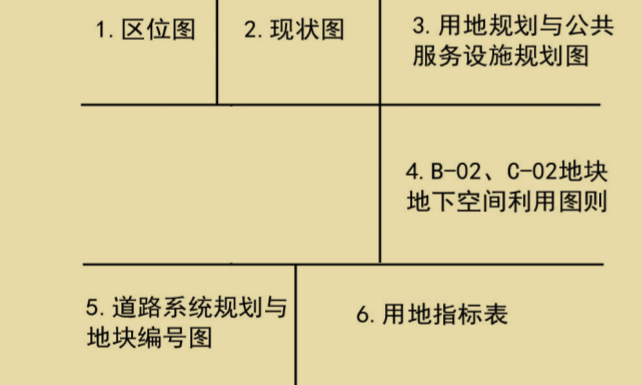 1.区位图
2.现状图
3.用地规划与公共
服务设施规划图
4.B-02、C-02地块
地下空间利用图则
5.道路系统规划与
地块编号图
6.用地指标表